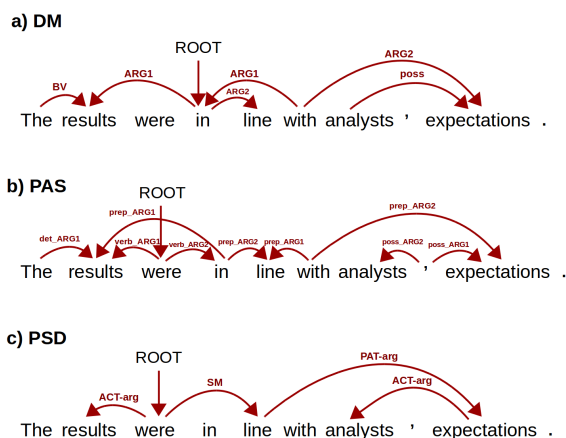 a) DM
ROOT
BV ARG1 ARG1 ARG2 ARG2 poss
The results were in line with analysts ' expectations .
b) PAS
ROOT
det_ARG1 prep_ARG1 verb_ARG1 verb_ARG2 prep_ARG2 prep_ARG1 prep_ARG2 poss_ARG2 poss_ARG1
The results were in line with analysts ' expectations .
c) PSD
ROOT
ACT-arg SM PAT-arg ACT-arg
The results were in line with analysts ' expectations .